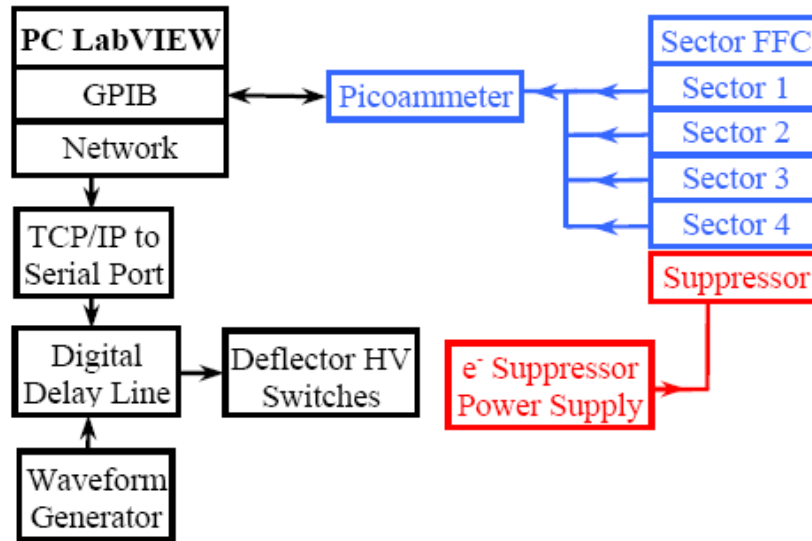 PC LabVIEW
GPIB
Network
TCP/IP to
Serial Port
Digital
Delay Line
Waveform
Generator
Deflector HV
Switches
Picoammeter
Sector FFC
Sector 1
Sector 2
Sector 3
Sector 4
Suppressor
e⁻ Suppressor
Power Supply